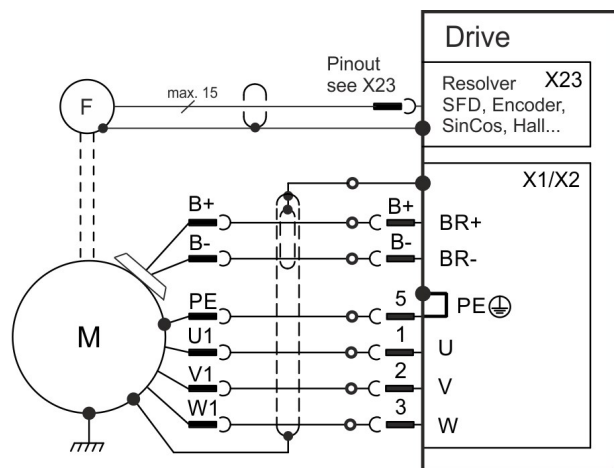 Drive
Pinout
see X23
max. 15
F
Resolver X23
SFD, Encoder,
SinCos, Hall...
X1/X2
B+ B+ BR+
B- B- BR-
PE 5 PE
M
U1 1 U
V1 2 V
W1 3 W